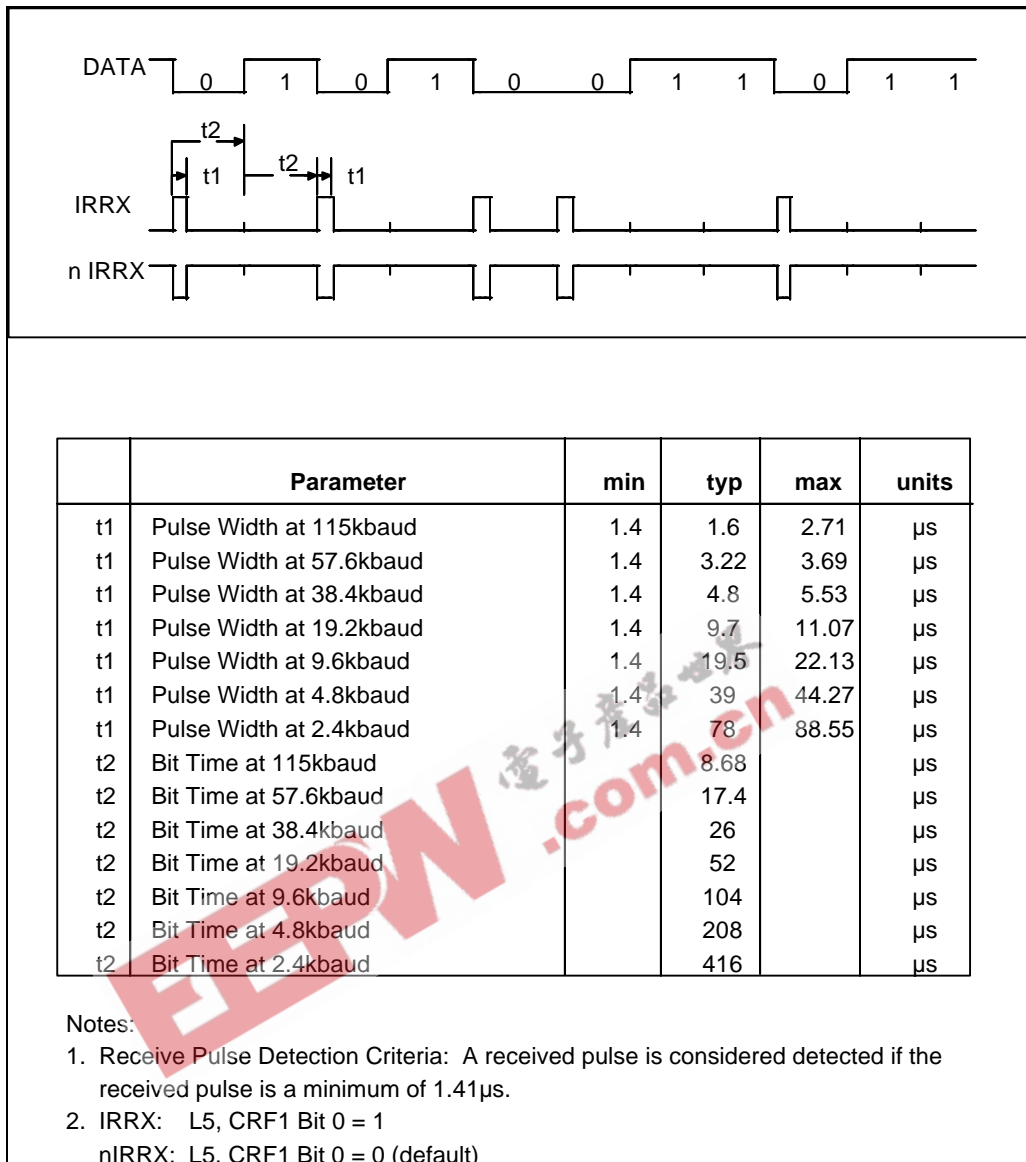 DATA 0 1 0 1 0 0 1 1 0 1 1
t2
t1 t2 t1
IRRX
n IRRX
Parameter min typ max units
t1 Pulse Width at 115kbaud 1.4 1.6 2.71 µs
t1 Pulse Width at 57.6kbaud 1.4 3.22 3.69 µs
t1 Pulse Width at 38.4kbaud 1.4 4.8 5.53 µs
t1 Pulse Width at 19.2kbaud 1.4 9.7 11.07 µs
t1 Pulse Width at 9.6kbaud 1.4 19.5 22.13 µs
t1 Pulse Width at 4.8kbaud 1.4 39 44.27 µs
t1 Pulse Width at 2.4kbaud 1.4 78 88.55 µs
t2 Bit Time at 115kbaud 8.68 µs
t2 Bit Time at 57.6kbaud 17.4 µs
t2 Bit Time at 38.4kbaud 26 µs
t2 Bit Time at 19.2kbaud 52 µs
t2 Bit Time at 9.6kbaud 104 µs
t2 Bit Time at 4.8kbaud 208 µs
t2 Bit Time at 2.4kbaud 416 µs
EEPW 電子產品世界
.com.cn
Notes:
1. Receive Pulse Detection Criteria: A received pulse is considered detected if the
received pulse is a minimum of 1.41µs.
2. IRRX: L5, CRF1 Bit 0 = 1
nIRRX: L5, CRF1 Bit 0 = 0 (default)